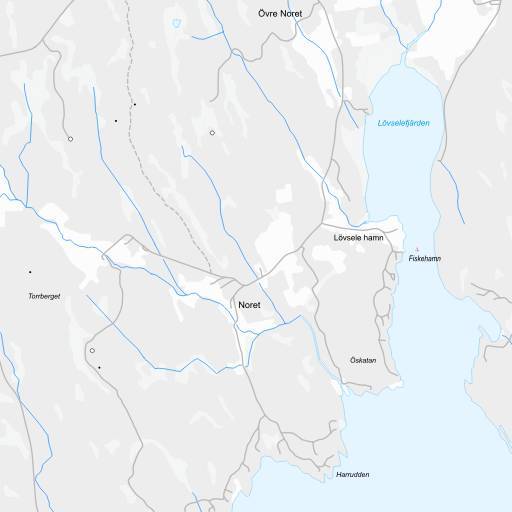 Övre Noret
Lövselefjärden
Lövsele hamn
Fiskehamn
Torrberget
Noret
Öskatan
Harrudden